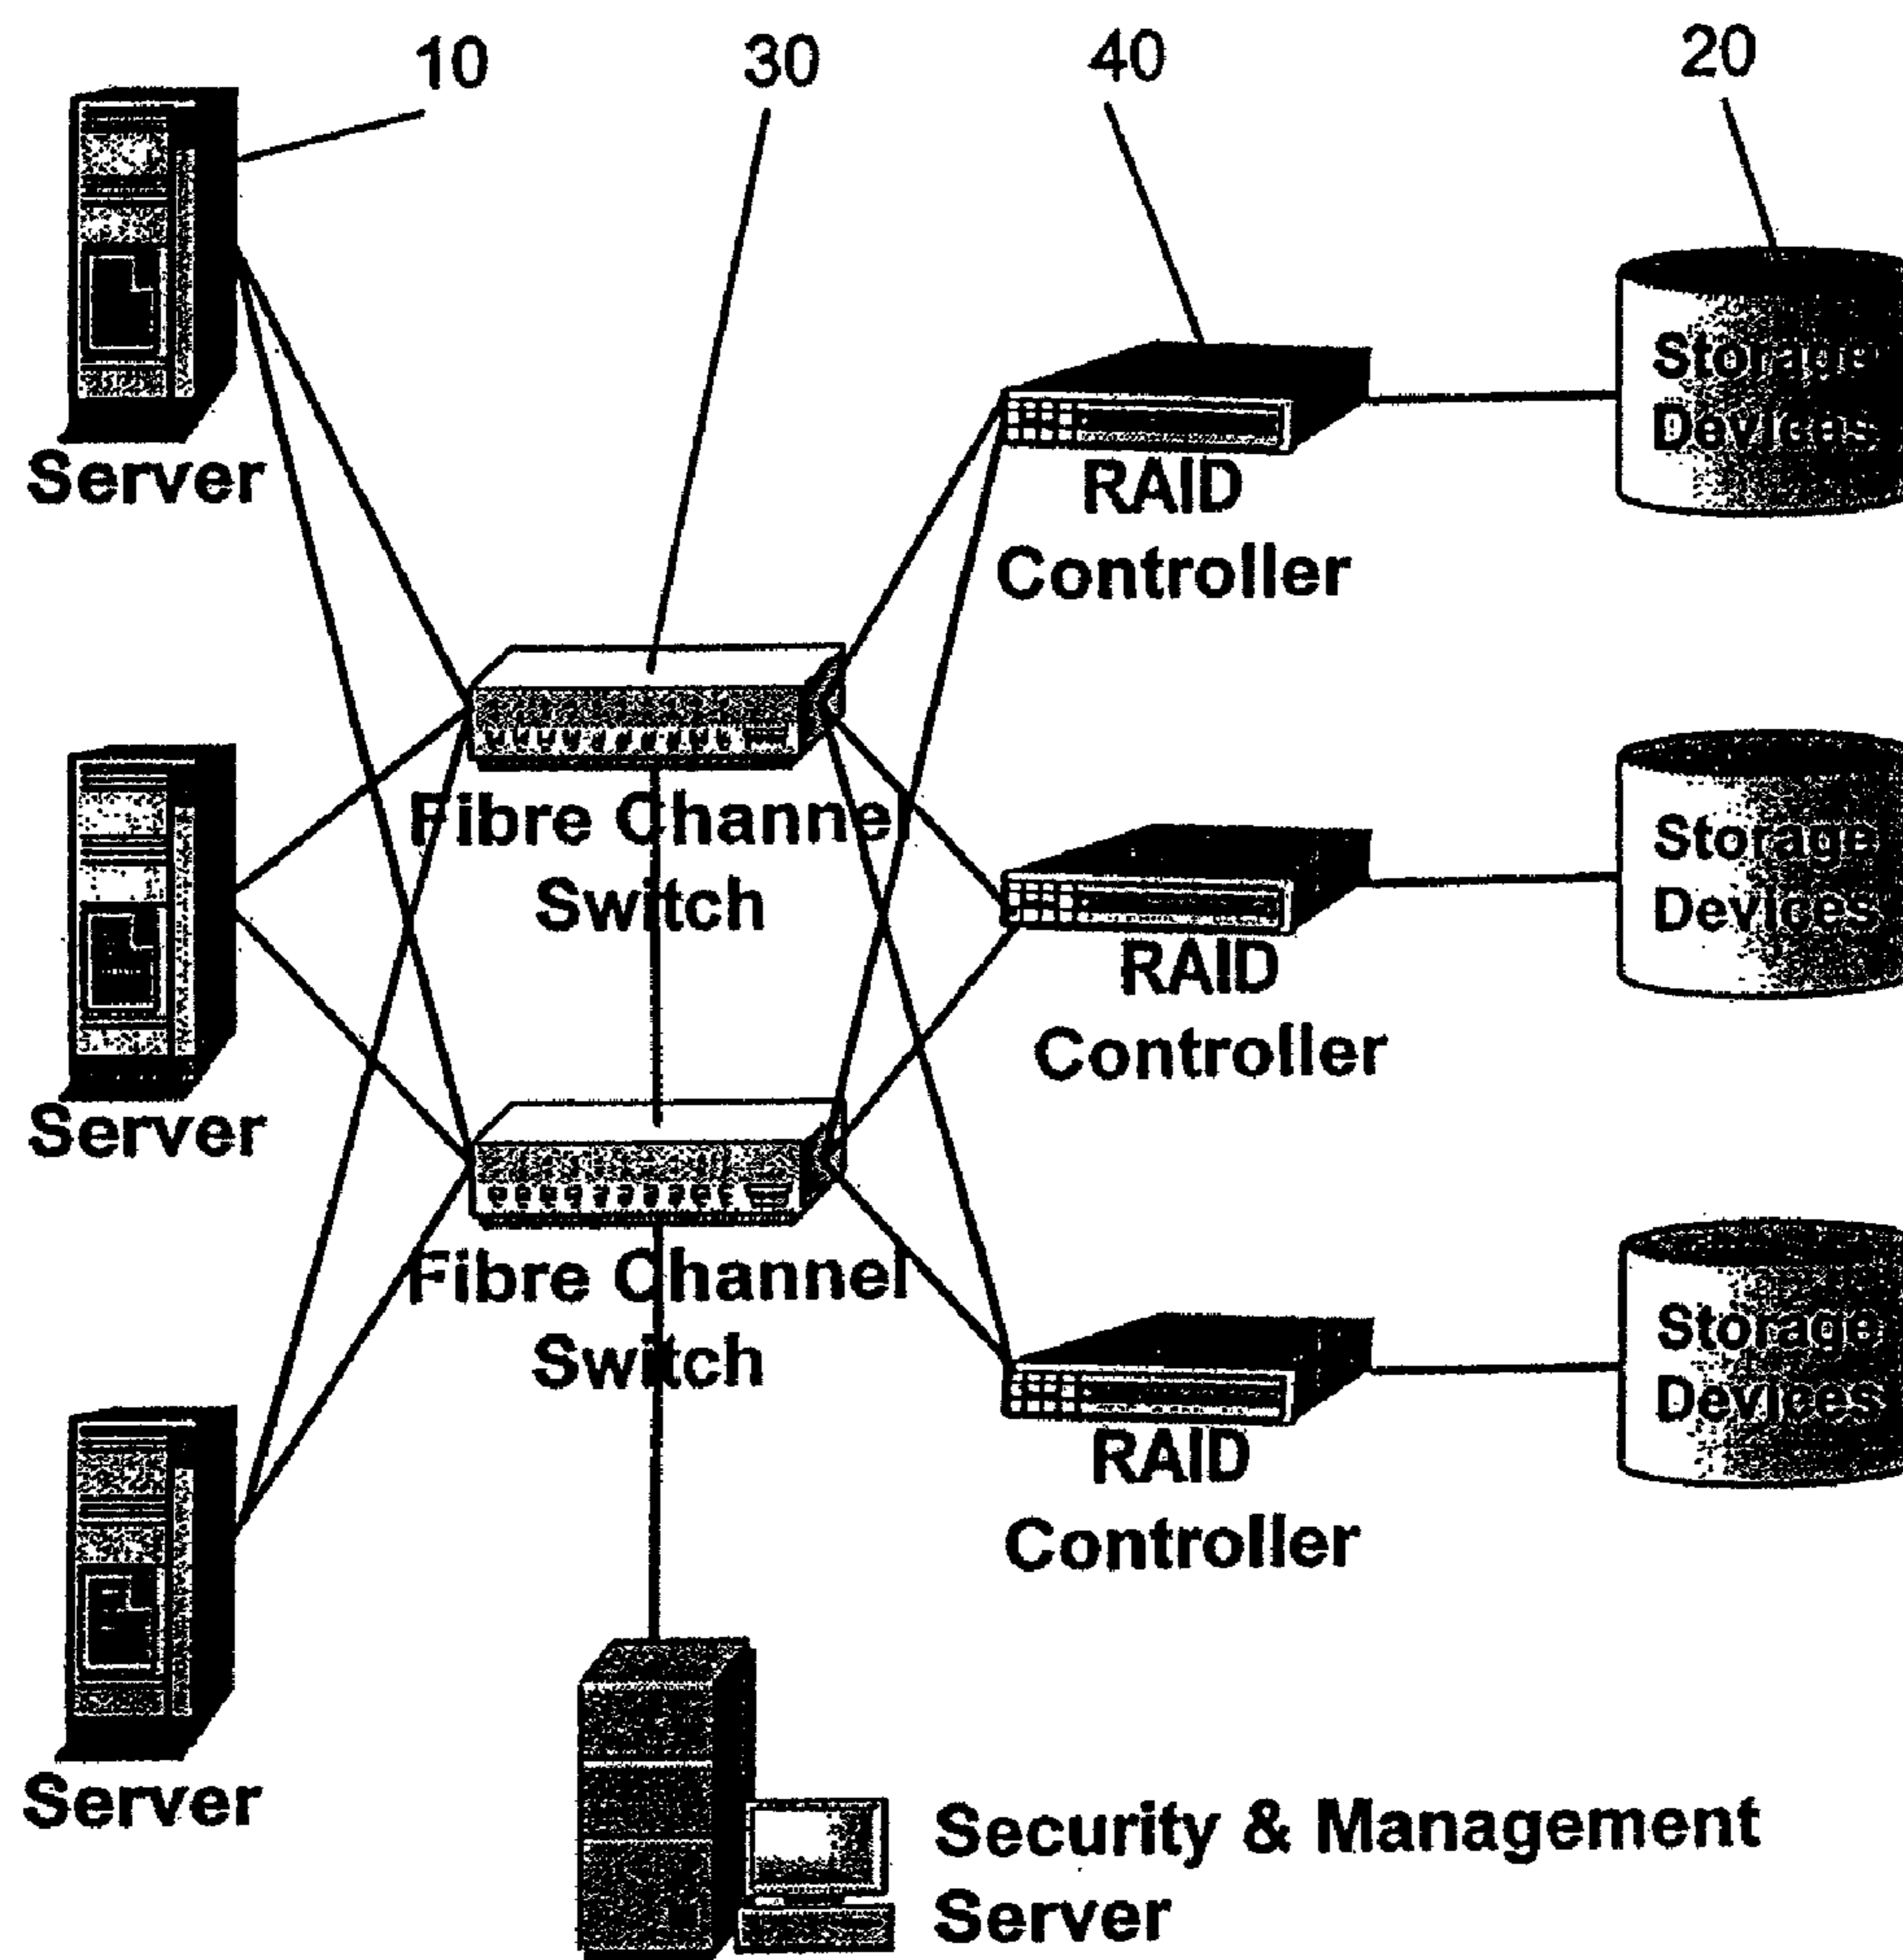 10
30
40
20
Server
RAID
Controller
Storage
Devices
Fibre Channel
Switch
Server
RAID
Controller
Storage
Devices
Fibre Channel
Switch
RAID
Controller
Storage
Devices
Server
Security & Management
Server